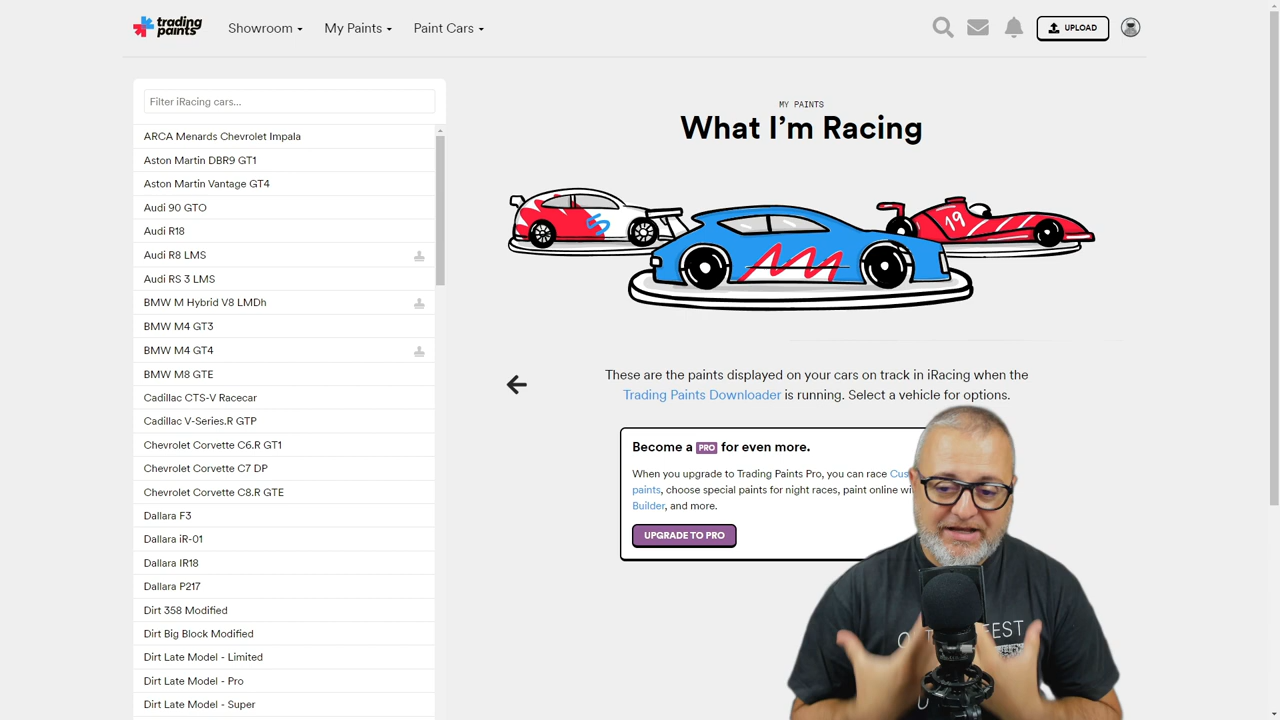 trading
paints
Showroom
My Paints
Paint Cars
UPLOAD
Filter iRacing cars...
ARCA Menards Chevrolet Impala
Aston Martin DBR9 GT1
Aston Martin Vantage GT4
Audi 90 GTO
Audi R18
Audi R8 LMS
Audi RS 3 LMS
BMW M Hybrid V8 LMDh
BMW M4 GT3
BMW M4 GT4
BMW M8 GTE
Cadillac CTS-V Racecar
Cadillac V-Series.R GTP
Chevrolet Corvette C6.R GT1
Chevrolet Corvette C7 DP
Chevrolet Corvette C8.R GTE
Dallara F3
Dallara iR-01
Dallara IR18
Dallara P217
Dirt 358 Modified
Dirt Big Block Modified
Dirt Late Model - Limited
Dirt Late Model - Pro
Dirt Late Model - Super
MY PAINTS
What I'm Racing
19
These are the paints displayed on your cars on track in iRacing when the
Trading Paints Downloader is running. Select a vehicle for options.
Become a PRO for even more.
When you upgrade to Trading Paints Pro, you can race
paints, choose special paints for night races, paint online
Builder, and more.
UPGRADE TO PRO